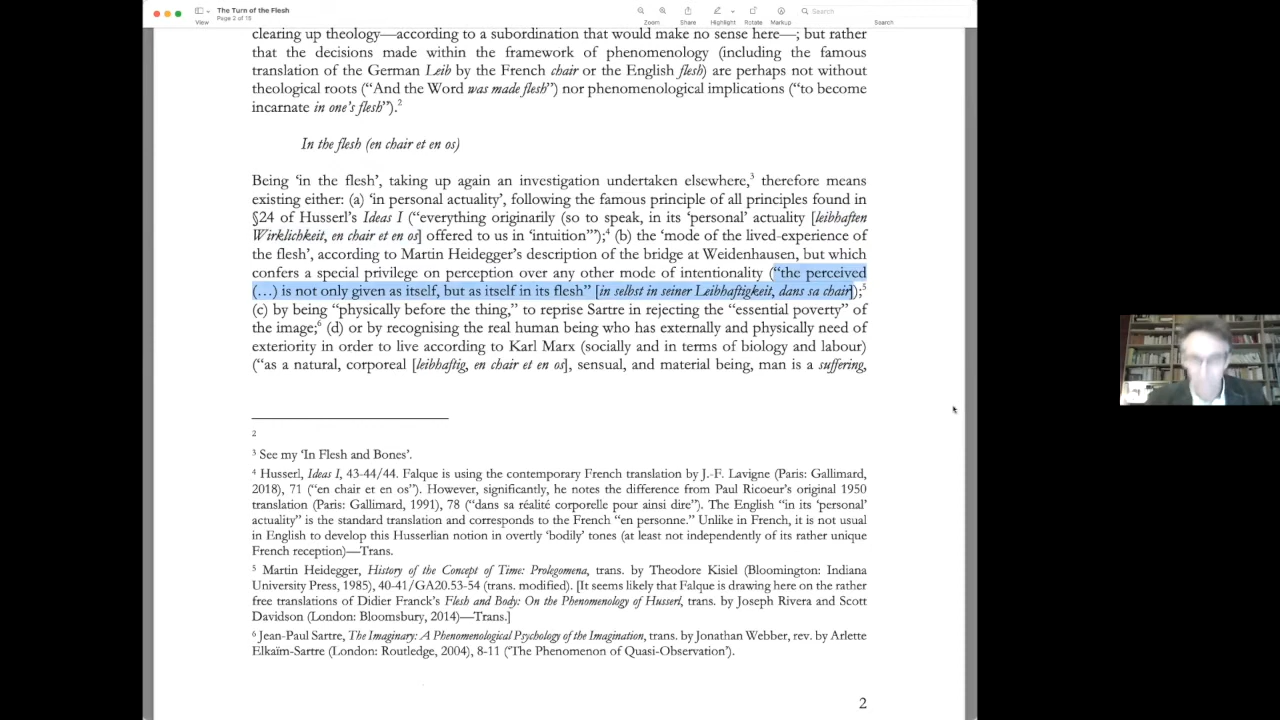 The Turn of the Flesh
Page 2 of 15
View
Zoom
Share
Highlight
Rotate
Markup
Search
Search
clearing up theology—according to a subordination that would make no sense here—; but rather
that the decisions made within the framework of phenomenology (including the famous
translation of the German Leib by the French chair or the English flesh) are perhaps not without
theological roots (“And the Word was made flesh”) nor phenomenological implications (“to become
incarnate in one’s flesh”).2
In the flesh (en chair et en os)
Being ‘in the flesh’, taking up again an investigation undertaken elsewhere,3 therefore means
existing either: (a) ‘in personal actuality’, following the famous principle of all principles found in
§24 of Husserl’s Ideas I (“everything originarily (so to speak, in its ‘personal’ actuality [leibhaften
Wirklichkeit, en chair et en os] offered to us in ‘intuition’”);4 (b) the ‘mode of the lived-experience of
the flesh’, according to Martin Heidegger’s description of the bridge at Weidenhausen, but which
confers a special privilege on perception over any other mode of intentionality (“the perceived
(…) is not only given as itself, but as itself in its flesh” [in selbst in seiner Leibhaftigkeit, dans sa chair]);5
(c) by being “physically before the thing,” to reprise Sartre in rejecting the “essential poverty” of
the image;6 (d) or by recognising the real human being who has externally and physically need of
exteriority in order to live according to Karl Marx (socially and in terms of biology and labour)
(“as a natural, corporeal [leibhaftig, en chair et en os], sensual, and material being, man is a suffering,
2
3 See my ‘In Flesh and Bones’.
4 Husserl, Ideas I, 43-44/44. Falque is using the contemporary French translation by J.-F. Lavigne (Paris: Gallimard,
2018), 71 (“en chair et en os”). However, significantly, he notes the difference from Paul Ricoeur’s original 1950
translation (Paris: Gallimard, 1991), 78 (“dans sa réalité corporelle pour ainsi dire”). The English “in its ‘personal’
actuality” is the standard translation and corresponds to the French “en personne.” Unlike in French, it is not usual
in English to develop this Husserlian notion in overtly ‘bodily’ tones (at least not independently of its rather unique
French reception)—Trans.
5 Martin Heidegger, History of the Concept of Time: Prolegomena, trans. by Theodore Kisiel (Bloomington: Indiana
University Press, 1985), 40-41/GA20.53-54 (trans. modified). [It seems likely that Falque is drawing here on the rather
free translations of Didier Franck’s Flesh and Body: On the Phenomenology of Husserl, trans. by Joseph Rivera and Scott
Davidson (London: Bloomsbury, 2014)—Trans.]
6 Jean-Paul Sartre, The Imaginary: A Phenomenological Psychology of the Imagination, trans. by Jonathan Webber, rev. by Arlette
Elkaïm-Sartre (London: Routledge, 2004), 8-11 (‘The Phenomenon of Quasi-Observation’).
2